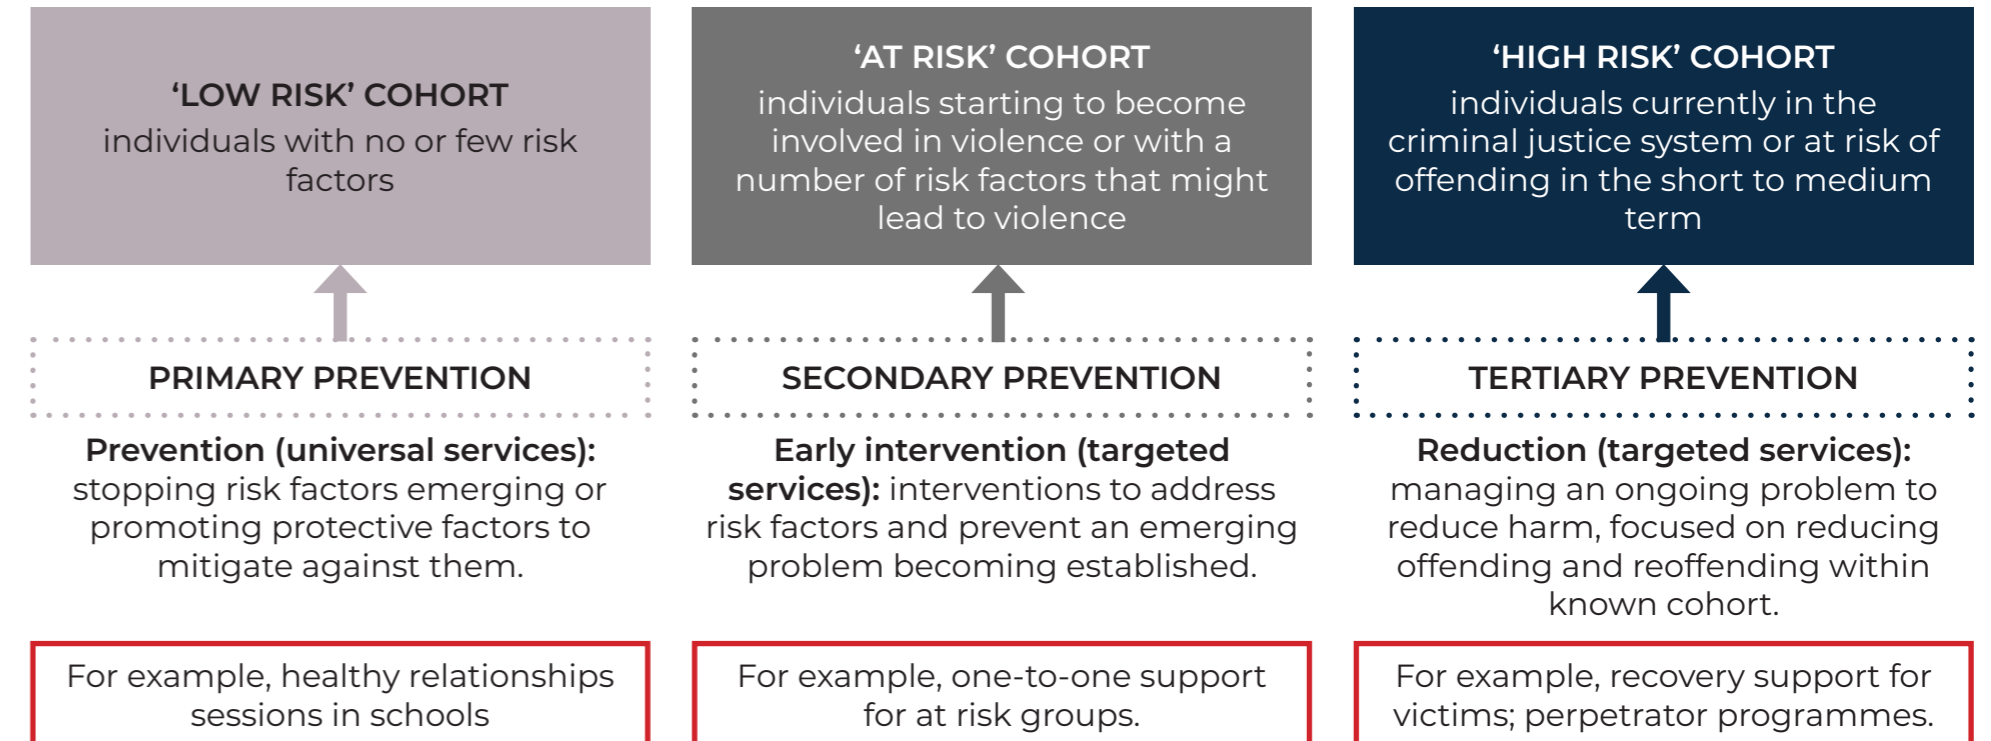 ‘LOW RISK’ COHORT
individuals with no or few risk
factors
‘AT RISK’ COHORT
individuals starting to become
involved in violence or with a
number of risk factors that might
lead to violence
‘HIGH RISK’ COHORT
individuals currently in the
criminal justice system or at risk of
offending in the short to medium
term
PRIMARY PREVENTION
Prevention (universal services):
stopping risk factors emerging or
promoting protective factors to
mitigate against them.
SECONDARY PREVENTION
Early intervention (targeted
services): interventions to address
risk factors and prevent an emerging
problem becoming established.
TERTIARY PREVENTION
Reduction (targeted services):
managing an ongoing problem to
reduce harm, focused on reducing
offending and reoffending within
known cohort.
For example, healthy relationships
sessions in schools
For example, one-to-one support
for at risk groups.
For example, recovery support for
victims; perpetrator programmes.